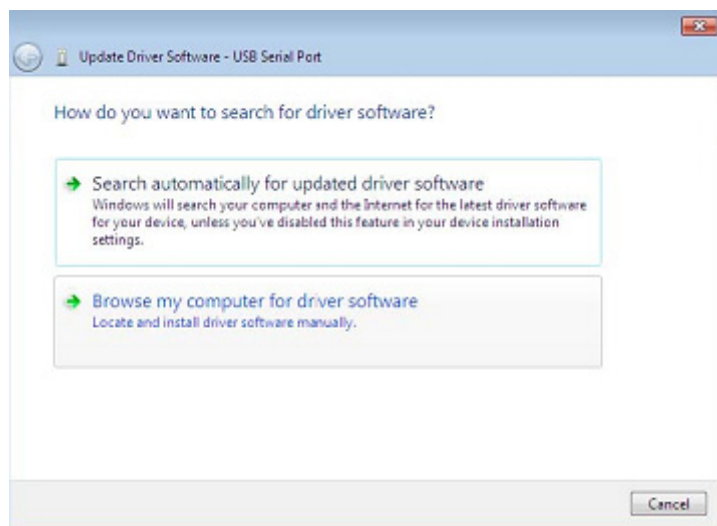 Update Driver Software - USB Serial Port
How do you want to search for driver software?
Search automatically for updated driver software
Windows will search your computer and the Internet for the latest driver software
for your device, unless you've disabled this feature in your device installation
settings.
Browse my computer for driver software
Locate and install driver software manually.
Cancel